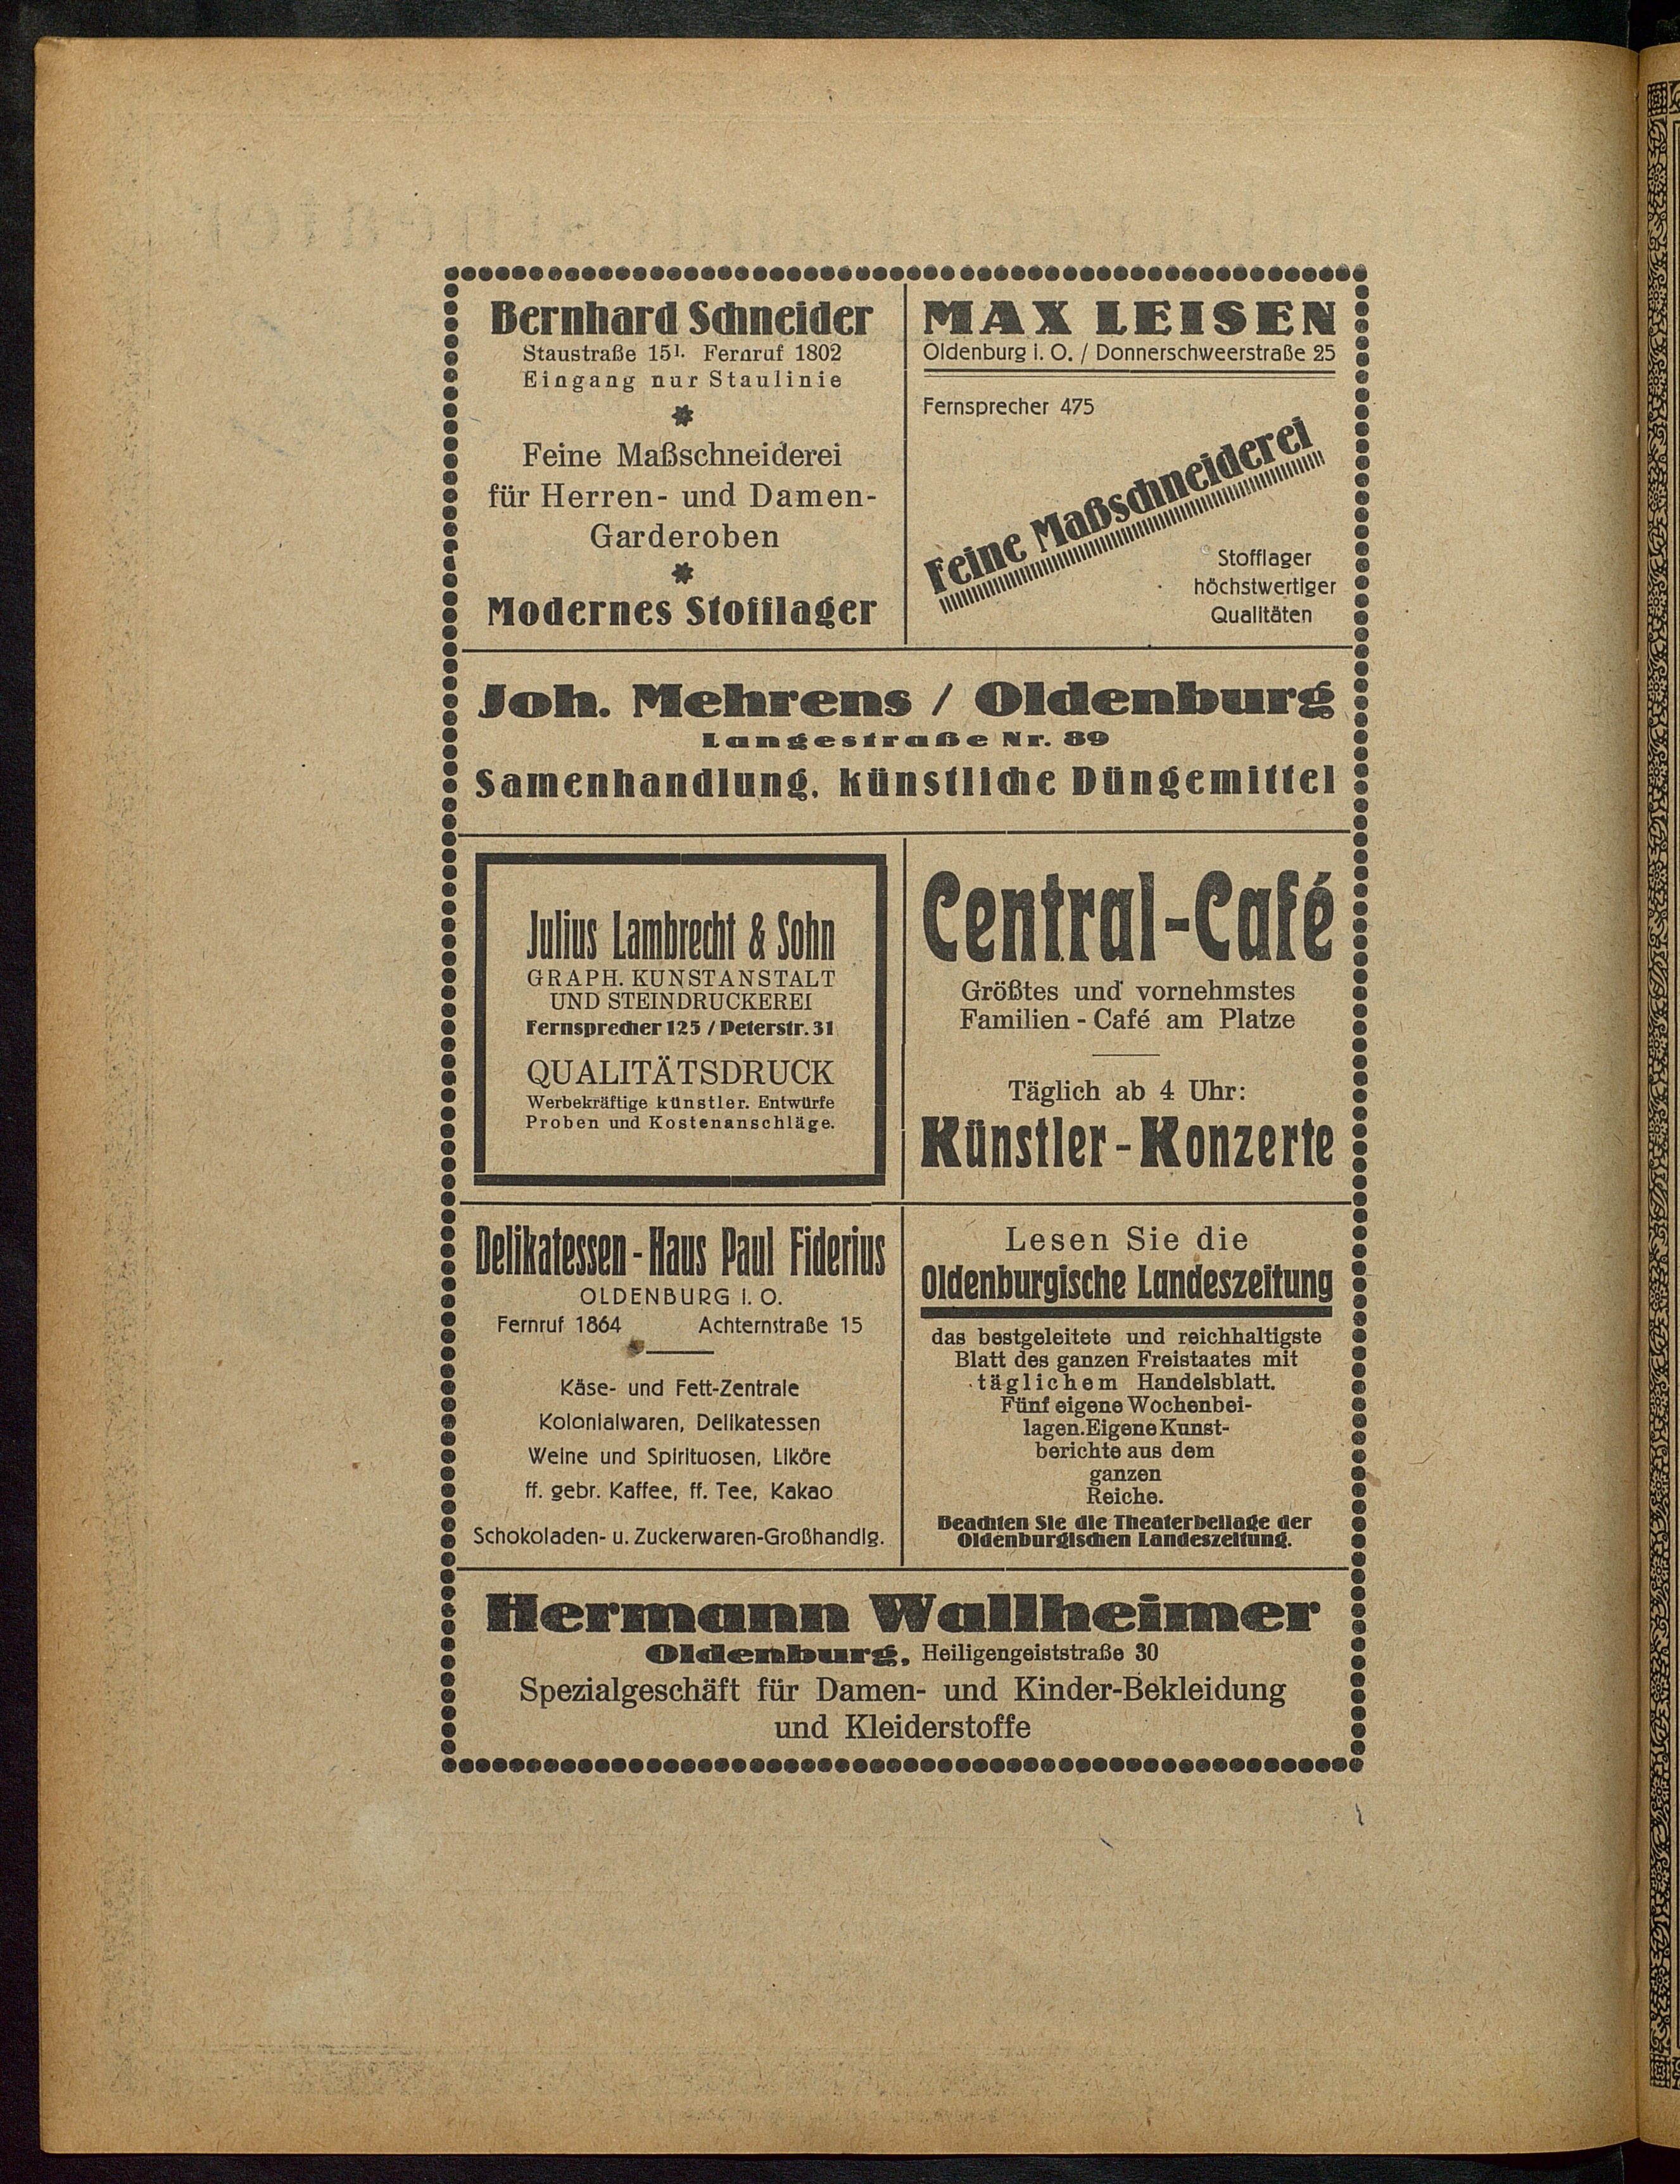 Bernhard Schneider
Staustraße 15¹. Fernruf 1802
Eingang nur Staulinie
Feine Maßschneiderei
für Herren- und Damen-
Garderoben
Modernes Stofflager
MAX LEISEN
Oldenburg i. O. / Donnerschweerstraße 25
Fernsprecher 475
Feine Maßschneiderei
Stofflager
höchstwertiger
Qualitäten
Joh. Mehrens / Oldenburg
Langestraße Nr. 89
Samenhandlung, künstliche Düngemittel
Julius Lambrecht & Sohn
GRAPH. KUNSTANSTALT
UND STEINDRUCKEREI
Fernsprecher 125 / Peterstr. 31
QUALITÄTSDRUCK
Werbekräftige künstler. Entwürfe
Proben und Kostenanschläge.
Central-Café
Größtes und vornehmstes
Familien-Café am Platze
Täglich ab 4 Uhr:
Künstler-Konzerte
Delikatessen-Haus Paul Fiderius
OLDENBURG I. O.
Fernruf 1864 Achternstraße 15
Käse- und Fett-Zentrale
Kolonialwaren, Delikatessen
Weine und Spirituosen, Liköre
ff. gebr. Kaffee, ff. Tee, Kakao
Schokoladen- u. Zuckerwaren-Großhandlg.
Lesen Sie die
Oldenburgische Landeszeitung
das bestgeleitete und reichhaltigste
Blatt des ganzen Freistaates mit
täglichem Handelsblatt.
Fünf eigene Wochenbei-
lagen. Eigene Kunst-
berichte aus dem
ganzen
Reiche.
Beachten Sie die Theaterbeilage der
Oldenburgischen Landeszeitung.
Hermann Wallheimer
Oldenburg, Heiligengeiststraße 30
Spezialgeschäft für Damen- und Kinder-Bekleidung
und Kleiderstoffe